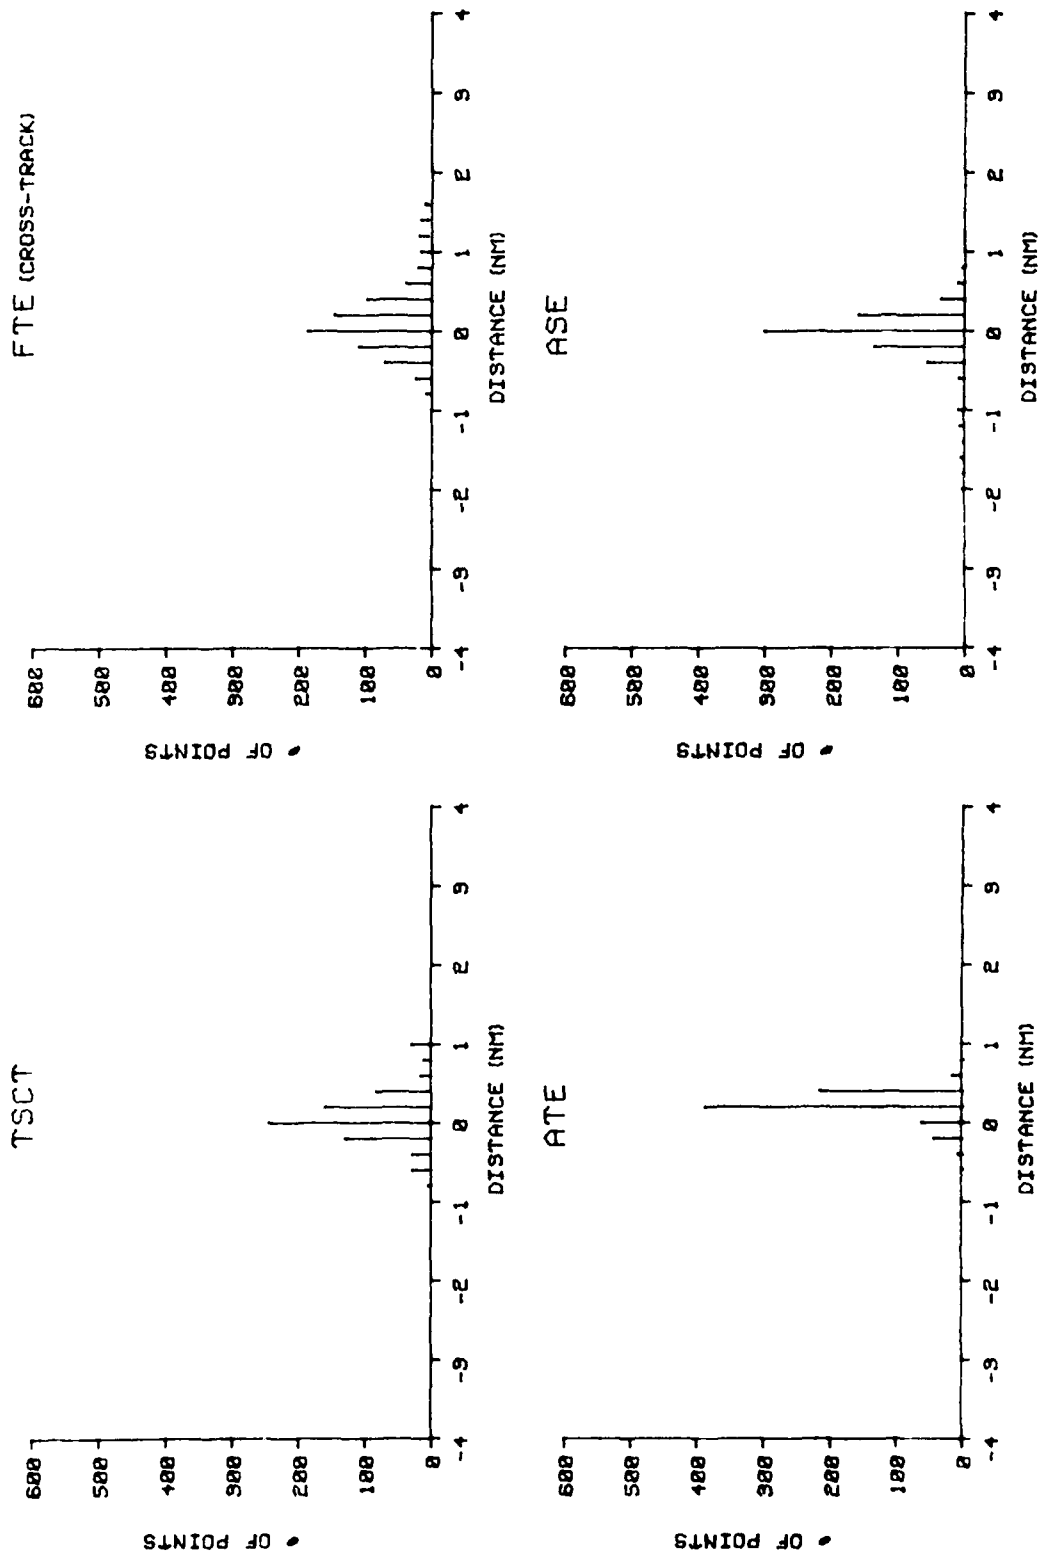 TSCT
# OF POINTS
600
500
400
300
200
100
0
-4 -3 -2 -1 0 1 2 3 4
DISTANCE (NM)
FTE (CROSS-TRACK)
# OF POINTS
600
500
400
300
200
100
0
-4 -3 -2 -1 0 1 2 3 4
DISTANCE (NM)
ATE
# OF POINTS
600
500
400
300
200
100
0
-4 -3 -2 -1 0 1 2 3 4
DISTANCE (NM)
ASE
# OF POINTS
600
500
400
300
200
100
0
-4 -3 -2 -1 0 1 2 3 4
DISTANCE (NM)